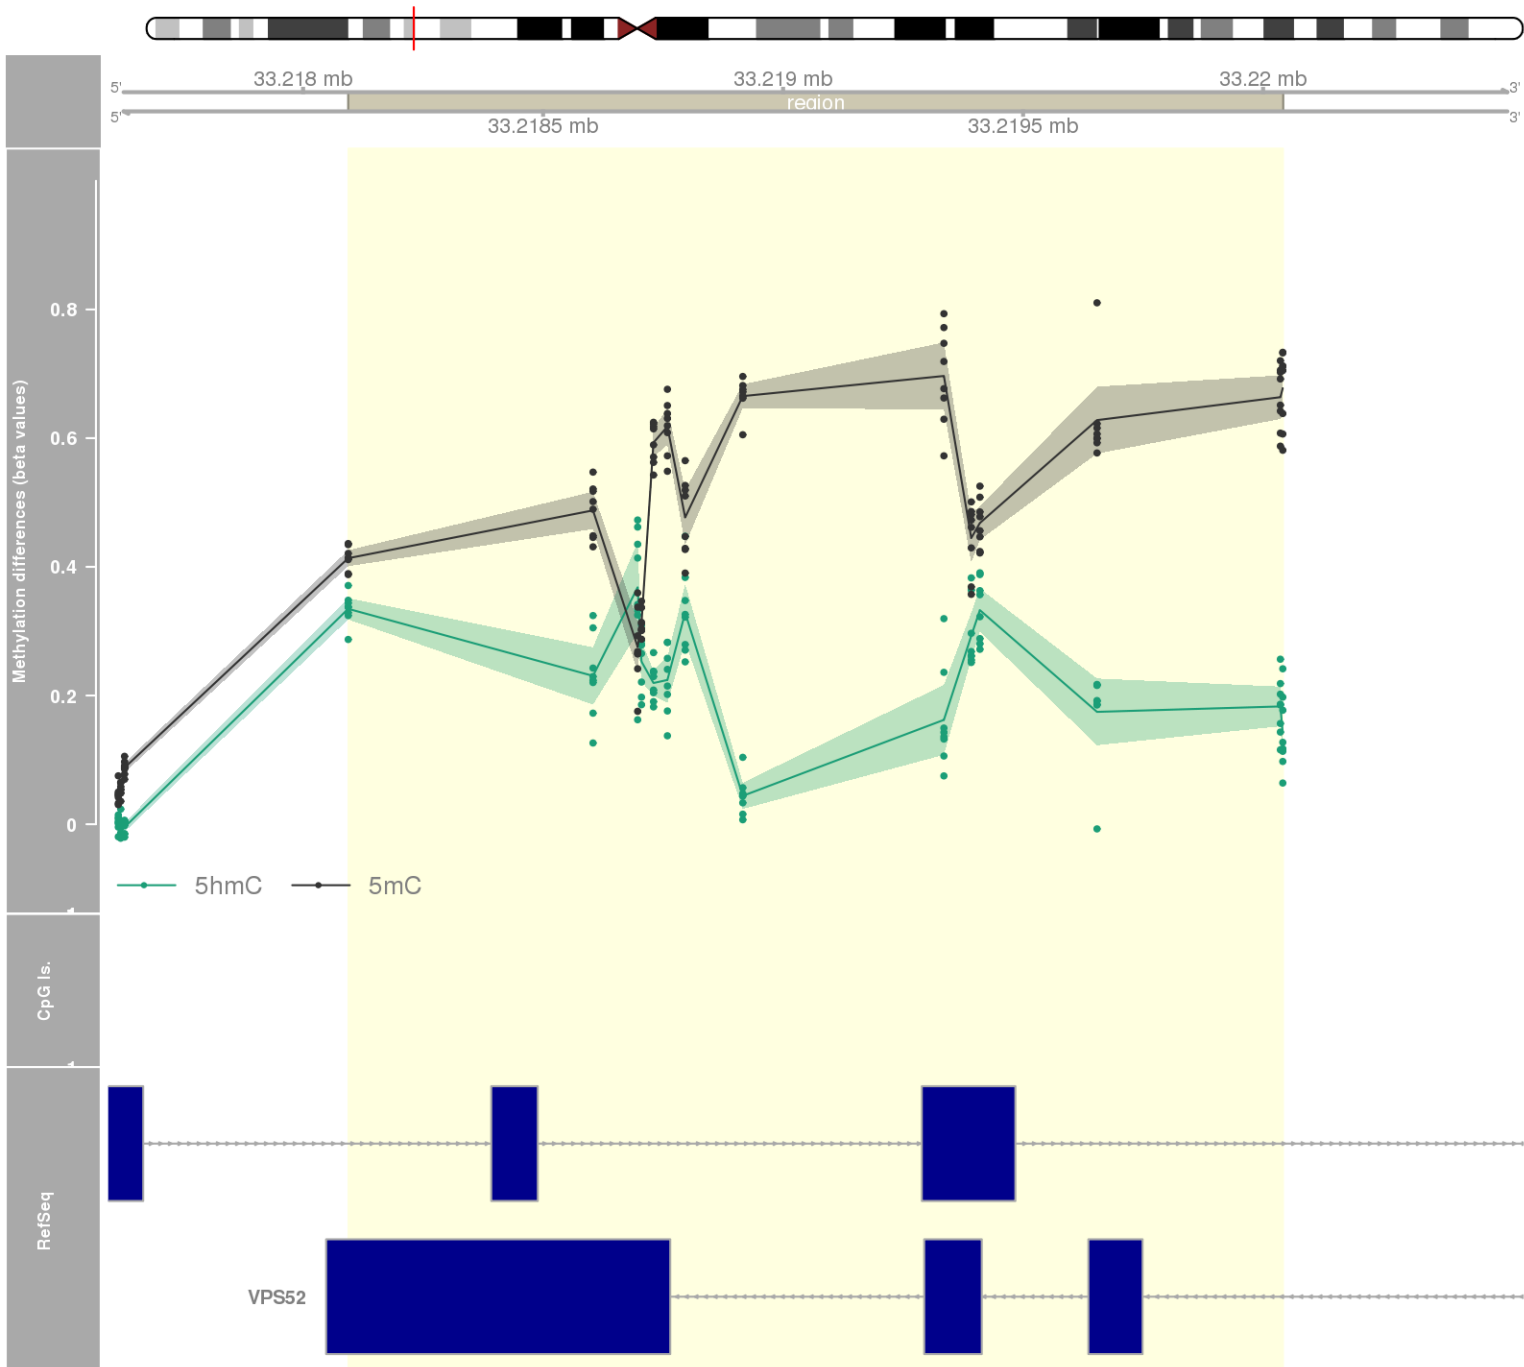 33.218 mb
33.219 mb
33.22 mb
5'
3'
region
5'
3'
33.2185 mb
33.2195 mb
Methylation differences (beta values)
0.8
0.6
0.4
0.2
0
5hmC
5mC
CpG Is.
RefSeq
VPS52